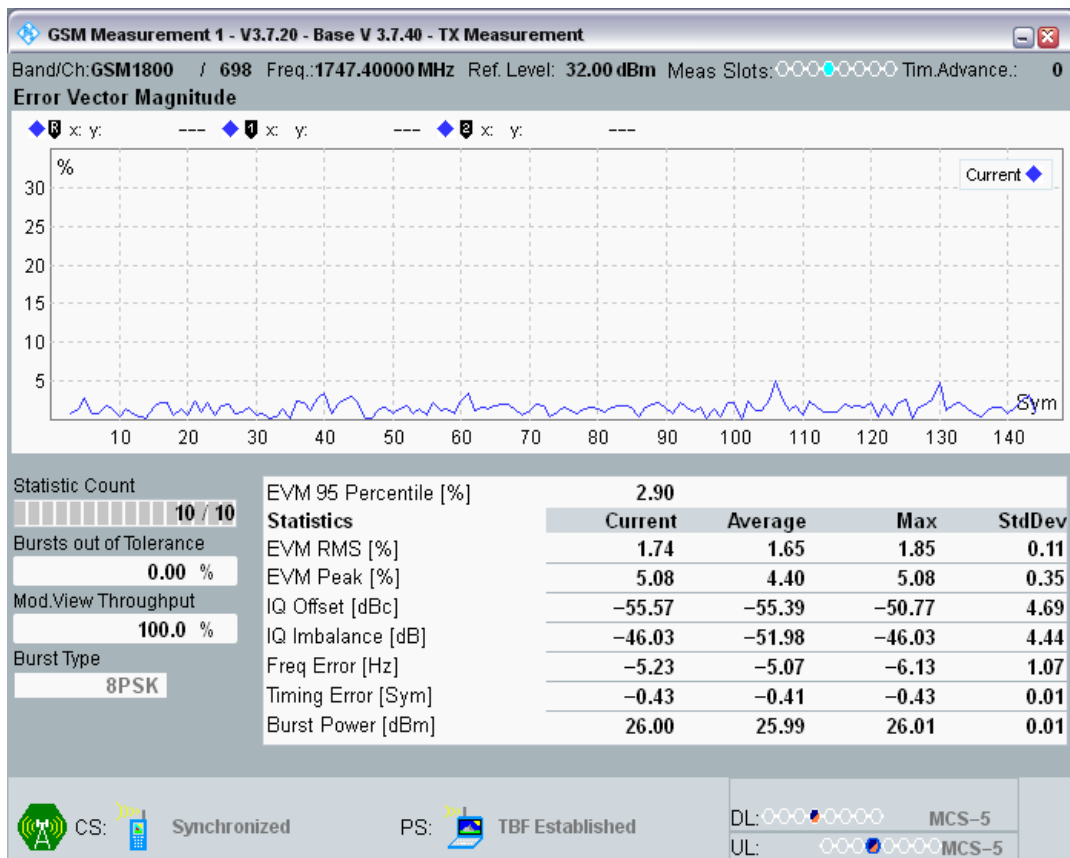 GSM Measurement 1 - V3.7.20 - Base V 3.7.40 - TX Measurement
Band/Ch:GSM1800 / 698 Freq.:1747.40000 MHz Ref. Level: 32.00 dBm Meas Slots: Tim.Advance.: 0
Error Vector Magnitude
R x: y: --- 1 x: y: --- 2 x: y: ---
%
Current
30
25
20
15
10
5
Sym
10 20 30 40 50 60 70 80 90 100 110 120 130 140
Statistic Count
10 / 10
Bursts out of Tolerance
0.00 %
Mod.View Throughput
100.0 %
Burst Type
8PSK
EVM 95 Percentile [%] 2.90
Statistics Current Average Max StdDev
EVM RMS [%] 1.74 1.65 1.85 0.11
EVM Peak [%] 5.08 4.40 5.08 0.35
IQ Offset [dBc] −55.57 −55.39 −50.77 4.69
IQ Imbalance [dB] −46.03 −51.98 −46.03 4.44
Freq Error [Hz] −5.23 −5.07 −6.13 1.07
Timing Error [Sym] −0.43 −0.41 −0.43 0.01
Burst Power [dBm] 26.00 25.99 26.01 0.01
CS: Synchronized PS: TBF Established
DL: MCS−5
UL: MCS−5